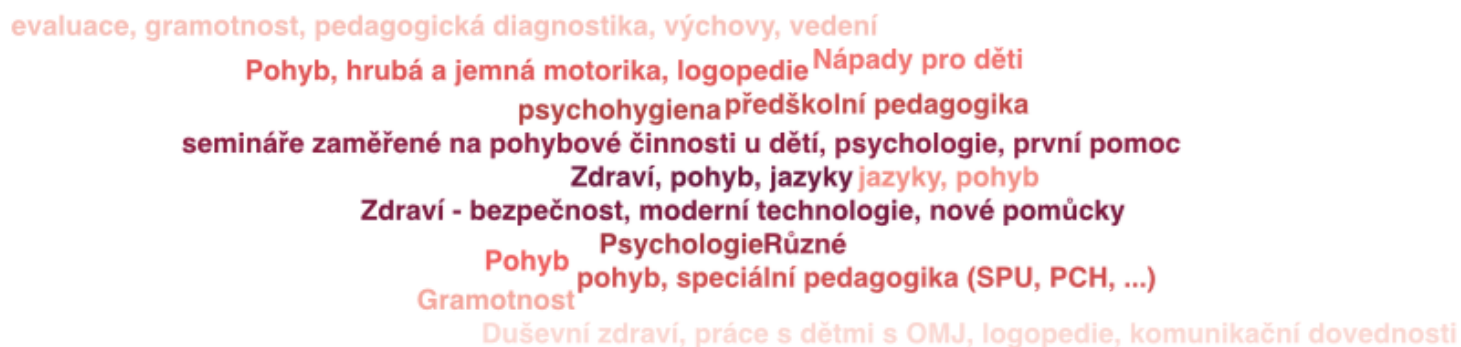 evaluace, gramotnost, pedagogická diagnostika, výchovy, vedení
Pohyb, hrubá a jemná motorika, logopedie Nápady pro děti
psychohygiena předškolní pedagogika
semináře zaměřené na pohybové činnosti u dětí, psychologie, první pomoc
Zdraví, pohyb, jazyky jazyky, pohyb
Zdraví - bezpečnost, moderní technologie, nové pomůcky
Psychologie Různé
Pohyb pohyb, speciální pedagogika (SPU, PCH, ...)
Gramotnost
Duševní zdraví, práce s dětmi s OMJ, logopedie, komunikační dovednosti